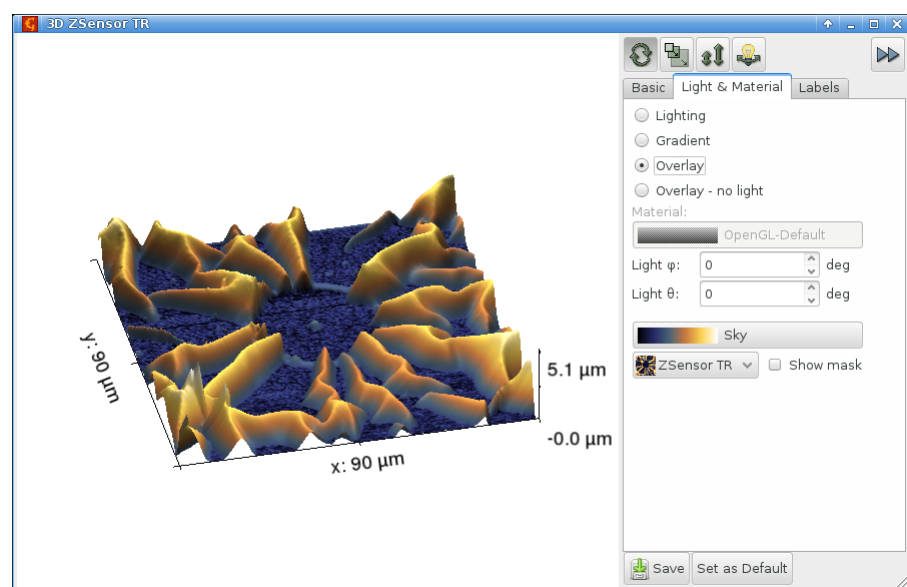 3D ZSensor TR
Basic
Light & Material
Labels
Lighting
Gradient
Overlay
Overlay - no light
Material:
OpenGL-Default
Light φ: 0 deg
Light θ: 0 deg
Sky
ZSensor TR
Show mask
y: 90 µm
x: 90 µm
5.1 µm
-0.0 µm
Save
Set as Default